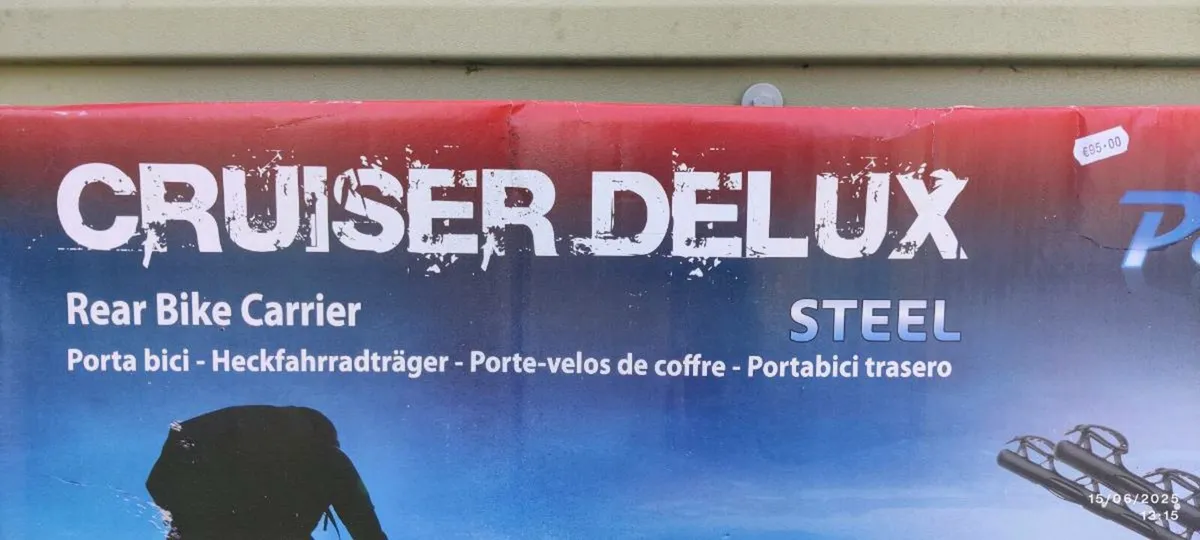 €95·00
CRUISER DELUX
Rear Bike Carrier
STEEL
Porta bici - Heckfahrradträger - Porte-velos de coffre - Portabici trasero
15/06/2025
13:15